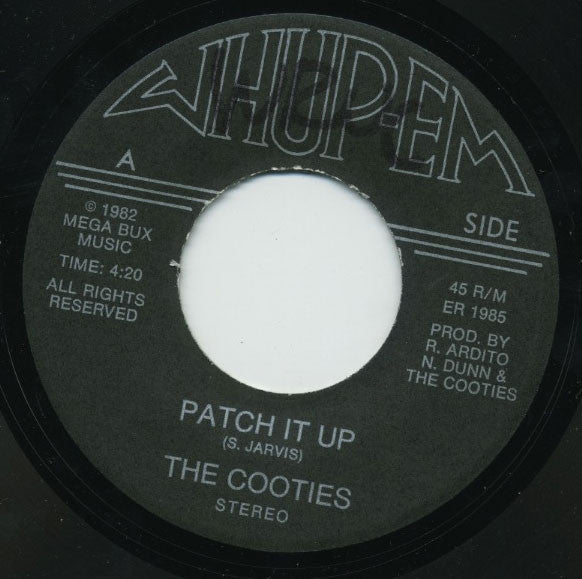 WHUP-EM
A
SIDE
© 1982
MEGA BUX
MUSIC
TIME: 4:20
ALL RIGHTS
RESERVED
45 R/M
ER 1985
PROD. BY
R. ARDITO
N. DUNN &
THE COOTIES
PATCH IT UP
(S. JARVIS)
THE COOTIES
STEREO